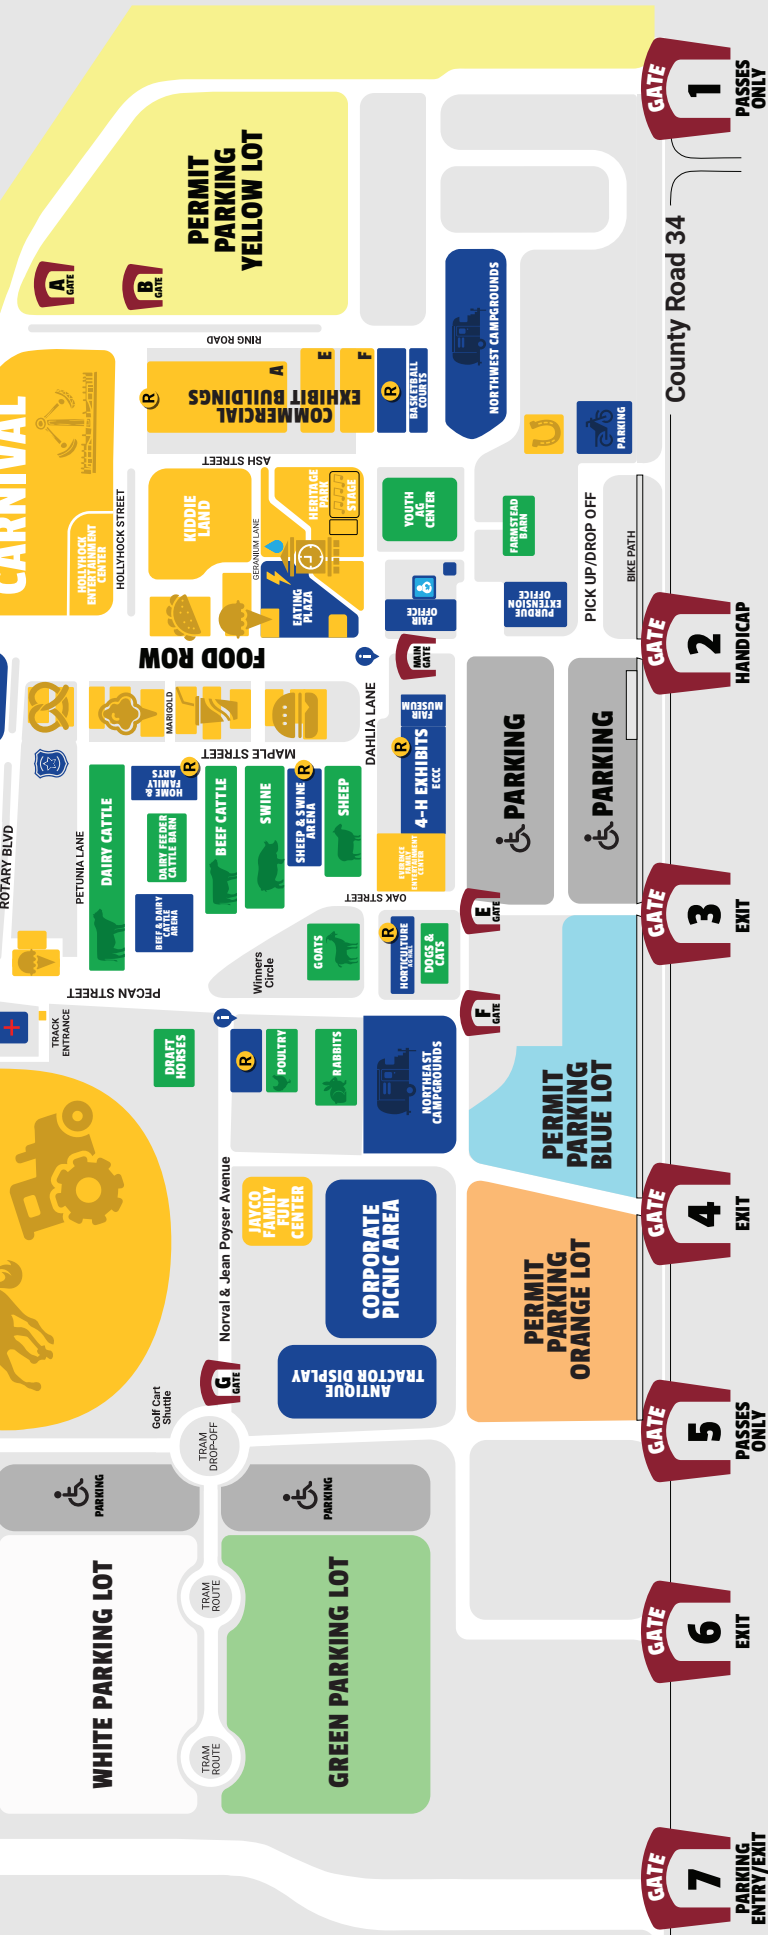 GATE
1
PASSES
ONLY
PERMIT
PARKING
YELLOW LOT
A
GATE
B
GATE
County Road 34
RING ROAD
NORTHWEST CAMPGROUNDS
COMMERCIAL
EXHIBIT BUILDINGS
A
E
F
R
R
BASKETBALL
COURTS
PARKING
ASH STREET
CARNIVAL
HOLLYHOCK
ENTERTAINMENT
CENTER
HOLLYHOCK STREET
KIDDIE
LAND
GERANIUM LANE
HERITAGE
PARK
STAGE
EATING
PLAZA
YOUTH
AG
CENTER
FARMSTEAD
BARN
PICK UP/DROP OFF
BIKE PATH
FAIR
OFFICE
PURDUE
EXTENSION
OFFICE
GATE
2
HANDICAP
FOOD ROW
i
MAIN
GATE
MARIGOLD
MAPLE STREET
DAHLIA LANE
FAIR
MUSEUM
R
4-H EXHIBITS
ECCC
PARKING
PARKING
ROTARY BLVD
PETUNIA LANE
DAIRY CATTLE
HOME &
FAMILY
ARTS
R
DAIRY FEEDER
CATTLE BARN
BEEF & DAIRY
CATTLE
ARENA
BEEF CATTLE
SWINE
SHEEP & SWINE
ARENA
R
SHEEP
OAK STREET
E
GATE
GATE
3
EXIT
PECAN STREET
Winners
Circle
GOATS
R
HORTICULTURE
DOGS &
CATS
F
GATE
TRACK
ENTRANCE
DRAFT
HORSES
i
R
POULTRY
RABBITS
NORTHEAST
CAMPGROUNDS
PERMIT
PARKING
BLUE LOT
GATE
4
EXIT
Norval & Jean Poyser Avenue
JAYCO
FAMILY
FUN
CENTER
CORPORATE
PICNIC AREA
PERMIT
PARKING
ORANGE LOT
ANTIQUE
TRACTOR DISPLAY
G
GATE
Golf Cart
Shuttle
TRAM
DROP-OFF
GATE
5
PASSES
ONLY
PARKING
PARKING
TRAM
ROUTE
WHITE PARKING LOT
GREEN PARKING LOT
GATE
6
EXIT
TRAM
ROUTE
GATE
7
PARKING
ENTRY/EXIT